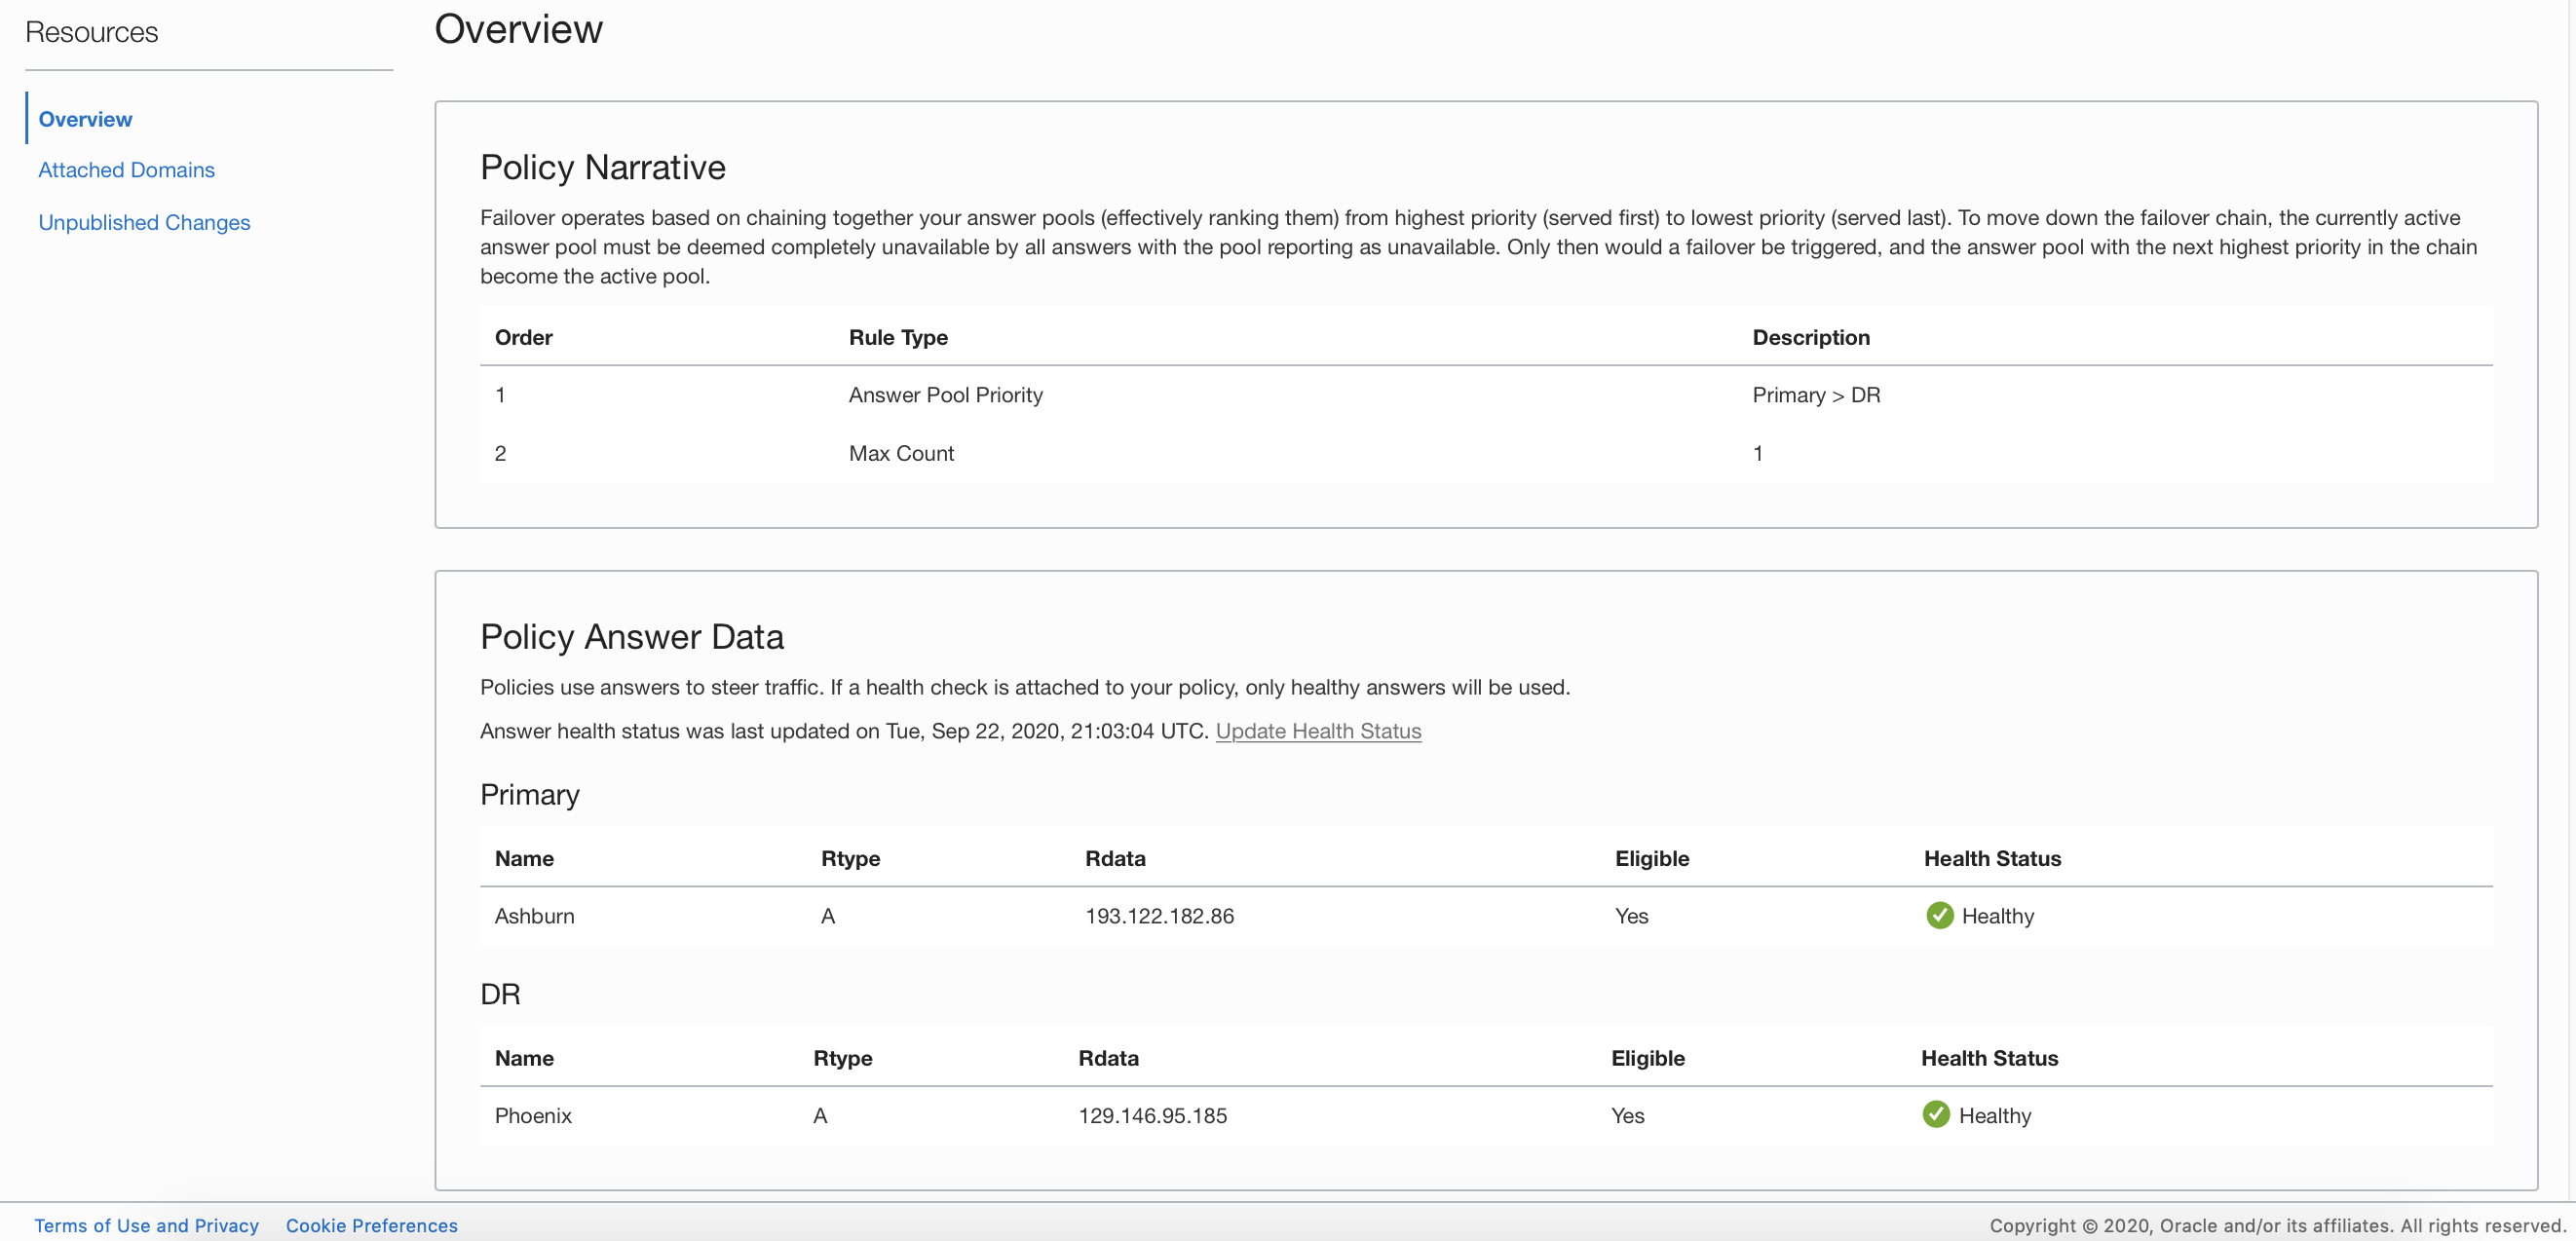 Resources
Overview
Attached Domains
Unpublished Changes
Overview
Policy Narrative
Failover operates based on chaining together your answer pools (effectively ranking them) from highest priority (served first) to lowest priority (served last). To move down the failover chain, the currently active
answer pool must be deemed completely unavailable by all answers with the pool reporting as unavailable. Only then would a failover be triggered, and the answer pool with the next highest priority in the chain
become the active pool.
Order Rule Type Description
1 Answer Pool Priority Primary > DR
2 Max Count 1
Policy Answer Data
Policies use answers to steer traffic. If a health check is attached to your policy, only healthy answers will be used.
Answer health status was last updated on Tue, Sep 22, 2020, 21:03:04 UTC. Update Health Status
Primary
Name Rtype Rdata Eligible Health Status
Ashburn A 193.122.182.86 Yes Healthy
DR
Name Rtype Rdata Eligible Health Status
Phoenix A 129.146.95.185 Yes Healthy
Terms of Use and Privacy Cookie Preferences Copyright © 2020, Oracle and/or its affiliates. All rights reserved.